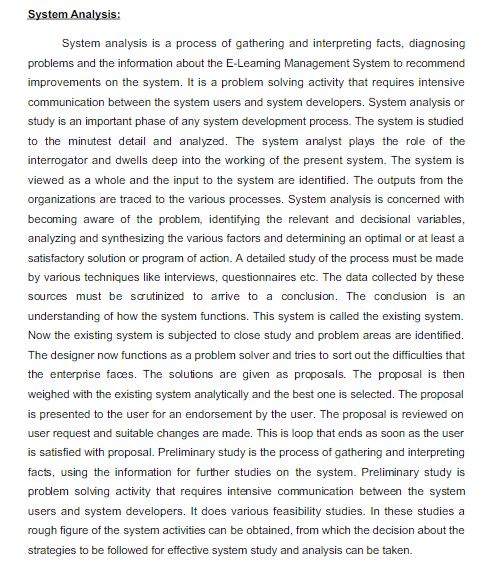 System Analysis:
System analysis is a process of gathering and interpreting facts, diagnosing
problems and the information about the E-Learning Management System to recommend
improvements on the system. It is a problem solving activity that requires intensive
communication between the system users and system developers. System analysis or
study is an important phase of any system development process. The system is studied
to the minutest detail and analyzed. The system analyst plays the role of the
interrogator and dwells deep into the working of the present system. The system is
viewed as a whole and the input to the system are identified. The outputs from the
organizations are traced to the various processes. System analysis is concerned with
becoming aware of the problem, identifying the relevant and decisional variables,
analyzing and synthesizing the various factors and determining an optimal or at least a
satisfactory solution or program of action. A detailed study of the process must be made
by various techniques like interviews, questionnaires etc. The data collected by these
sources must be scrutinized to arrive to a conclusion. The conclusion is an
understanding of how the system functions. This system is called the existing system.
Now the existing system is subjected to close study and problem areas are identified.
The designer now functions as a problem solver and tries to sort out the difficulties that
the enterprise faces. The solutions are given as proposals. The proposal is then
weighed with the existing system analytically and the best one is selected. The proposal
is presented to the user for an endorsement by the user. The proposal is reviewed on
user request and suitable changes are made. This is loop that ends as soon as the user
is satisfied with proposal. Preliminary study is the process of gathering and interpreting
facts, using the information for further studies on the system. Preliminary study is
problem solving activity that requires intensive communication between the system
users and system developers. It does various feasibility studies. In these studies a
rough figure of the system activities can be obtained, from which the decision about the
strategies to be followed for effective system study and analysis can be taken.